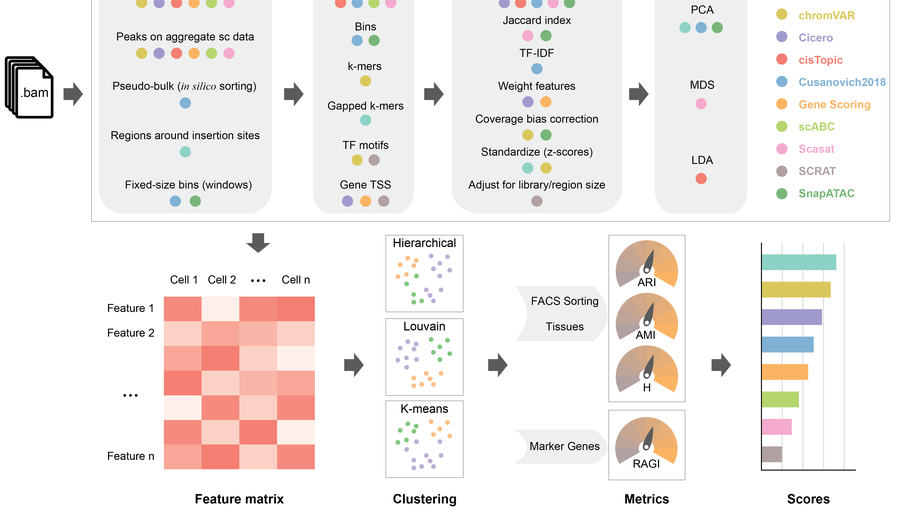 .bam
Peaks on aggregate sc data
Pseudo-bulk (in silico sorting)
Regions around insertion sites
Fixed-size bins (windows)
Bins
k-mers
Gapped k-mers
TF motifs
Gene TSS
Jaccard index
TF-IDF
Weight features
Coverage bias correction
Standardize (z-scores)
Adjust for library/region size
PCA
MDS
LDA
chromVAR
Cicero
cisTopic
Cusanovich2018
Gene Scoring
scABC
Scasat
SCRAT
SnapATAC
Cell 1 Cell 2 ••• Cell n
Feature 1
Feature 2
•••
Feature n
Feature matrix
Hierarchical
Louvain
K-means
Clustering
FACS Sorting
Tissues
Marker Genes
ARI
AMI
H
RAGI
Metrics
Scores